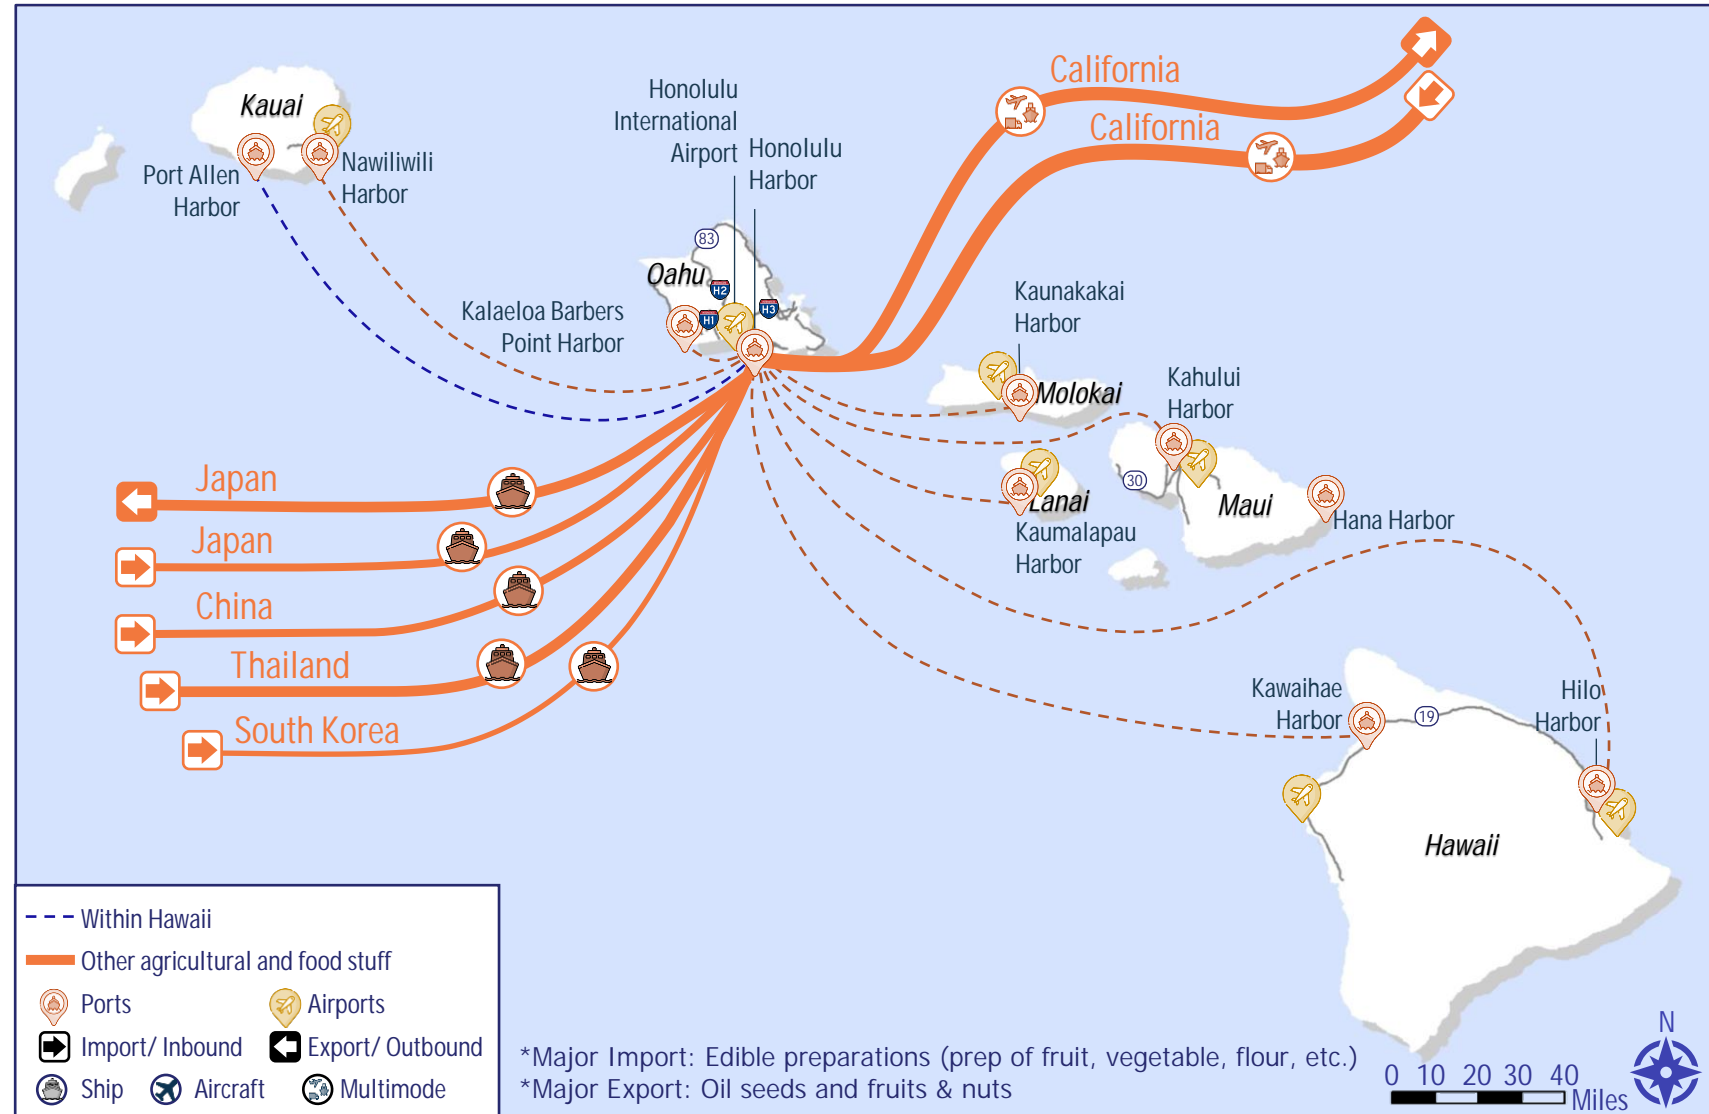 California
California
Kauai
Honolulu
International
Airport
Honolulu
Harbor
Port Allen
Harbor
Nawiliwili
Harbor
83
Oahu
H2
H1
H3
Kalaeloa Barbers
Point Harbor
Kaunakakai
Harbor
Molokai
Kahului
Harbor
30
Lanai
Kaumalapau
Harbor
Maui
Hana Harbor
Japan
Japan
China
Thailand
South Korea
Kawaihae
Harbor
19
Hilo
Harbor
Hawaii
Within Hawaii
Other agricultural and food stuff
Ports
Airports
Import/ Inbound
Export/ Outbound
Ship
Aircraft
Multimode
*Major Import: Edible preparations (prep of fruit, vegetable, flour, etc.)
*Major Export: Oil seeds and fruits & nuts
0 10 20 30 40
Miles
N